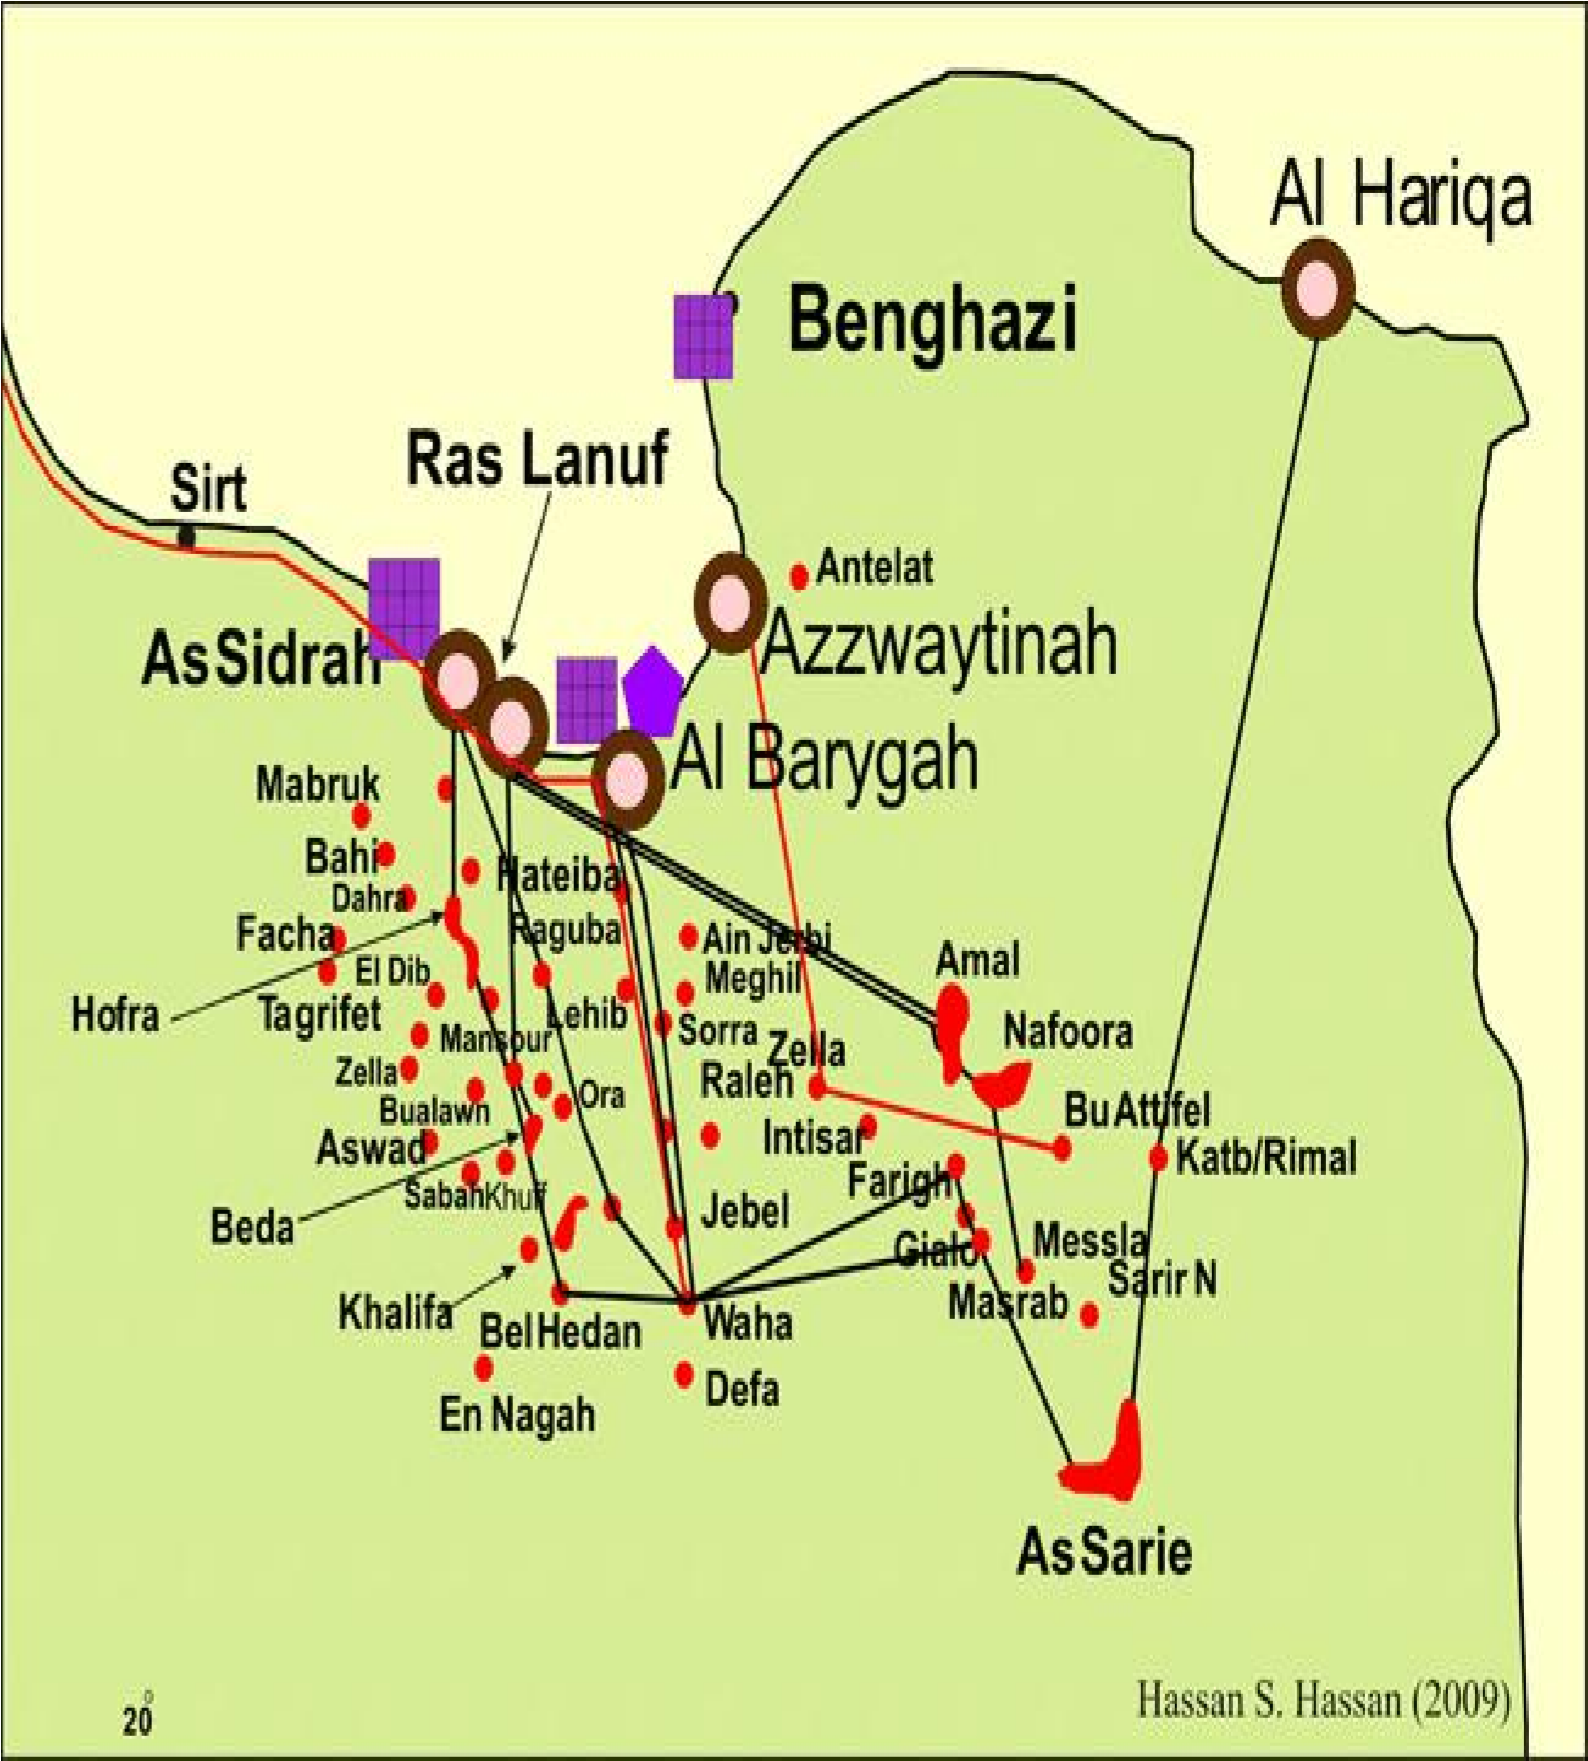 Al Hariqa
Benghazi
Ras Lanuf
Sirt
Antelat
Azzwaytinah
As Sidrah
Al Barygah
Mabruk
Bahi
Hateiba
Dahra
Facha
Raguba
Ain Jerbi
Amal
El Dib
Meghil
Hofra
Tagrifet
Lehib
Sorra
Nafoora
Mansour
Zella
Zella
Raleh
Ora
Bualawn
Bu Attifel
Aswad
Intisar
Katb/Rimal
Farigh
Sabah Khuff
Beda
Jebel
Gialo
Messla
Sarir N
Khalifa
Masrab
Bel Hedan
Waha
Defa
En Nagah
As Sarie
Hassan S. Hassan (2009)
20°